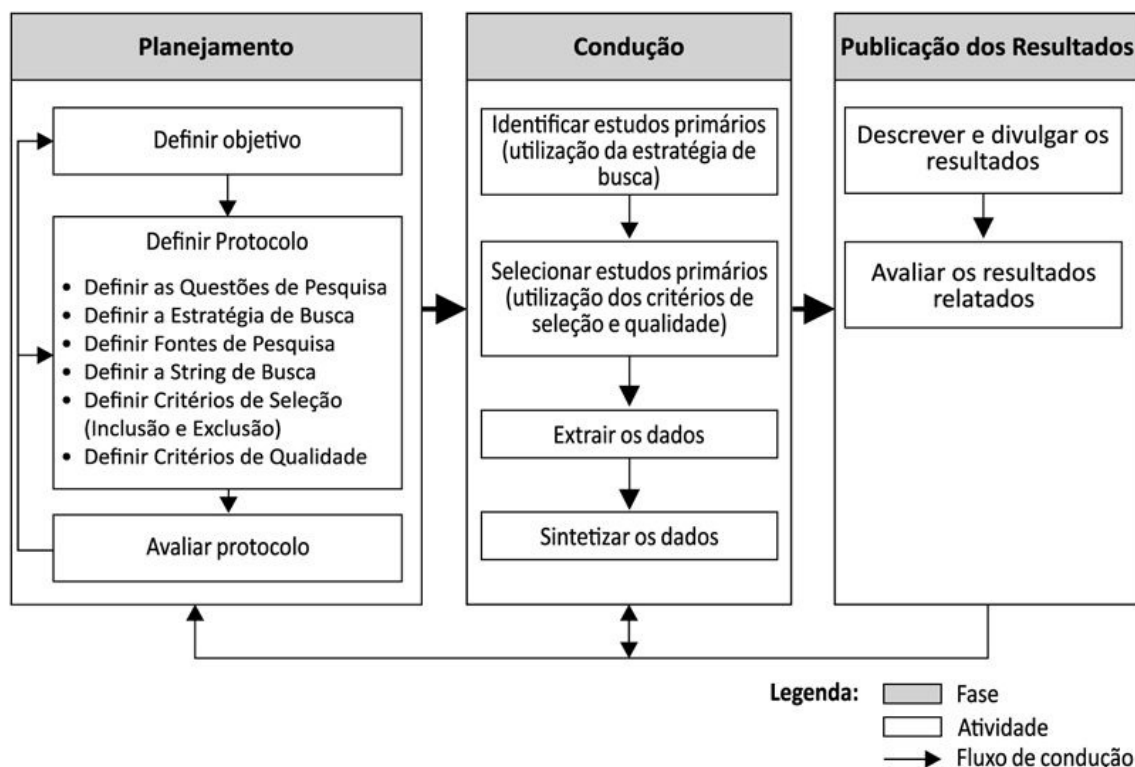 Planejamento
Definir objetivo
Definir Protocolo
• Definir as Questões de Pesquisa
• Definir a Estratégia de Busca
• Definir Fontes de Pesquisa
• Definir a String de Busca
• Definir Critérios de Seleção
(Inclusão e Exclusão)
• Definir Critérios de Qualidade
Avaliar protocolo
Condução
Identificar estudos primários
(utilização da estratégia de
busca)
Selecionar estudos primários
(utilização dos critérios de
seleção e qualidade)
Extrair os dados
Sintetizar os dados
Publicação dos Resultados
Descrever e divulgar os
resultados
Avaliar os resultados
relatados
Legenda:
Fase
Atividade
Fluxo de condução